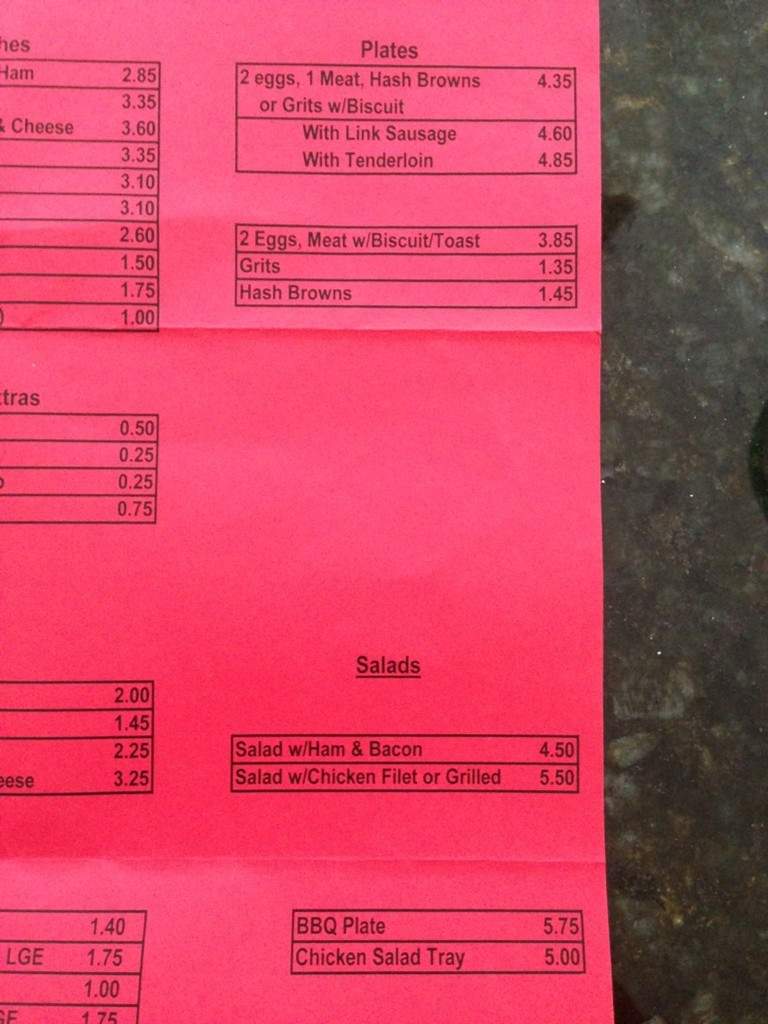 hes
Ham 2.85
3.35
& Cheese 3.60
3.35
3.10
3.10
2.60
1.50
1.75
) 1.00
Plates
2 eggs, 1 Meat, Hash Browns 4.35
or Grits w/Biscuit
With Link Sausage 4.60
With Tenderloin 4.85
2 Eggs, Meat w/Biscuit/Toast 3.85
Grits 1.35
Hash Browns 1.45
tras
0.50
0.25
0.25
0.75
2.00
1.45
2.25
eese 3.25
Salads
Salad w/Ham & Bacon 4.50
Salad w/Chicken Filet or Grilled 5.50
1.40
LGE 1.75
1.00
GE 1.75
BBQ Plate 5.75
Chicken Salad Tray 5.00